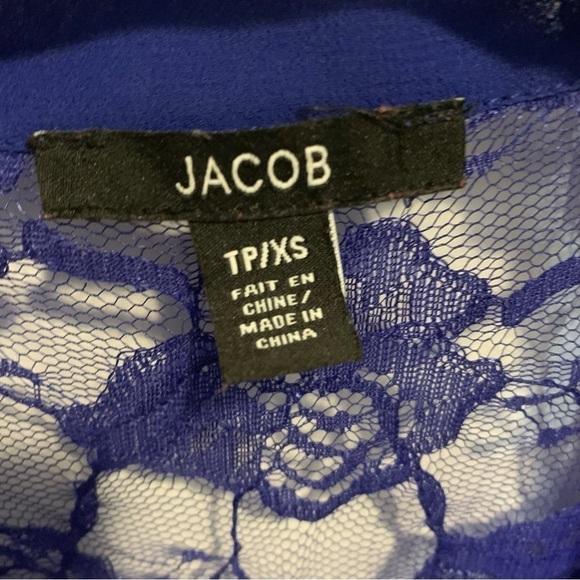 JACOB
TP/XS
FAIT EN
CHINE/
MADE IN
CHINA